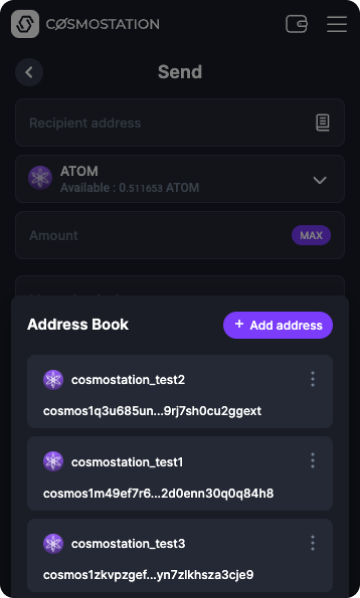 COSMOSTATION
Send
Recipient address
ATOM
Available : 0.511653 ATOM
Amount
MAX
Address Book
+ Add address
cosmostation_test2
cosmos1q3u685un...9rj7sh0cu2ggext
cosmostation_test1
cosmos1m49ef7r6...2d0enn30q0q84h8
cosmostation_test3
cosmos1zkvpzgef...yn7zlkhsza3cje9